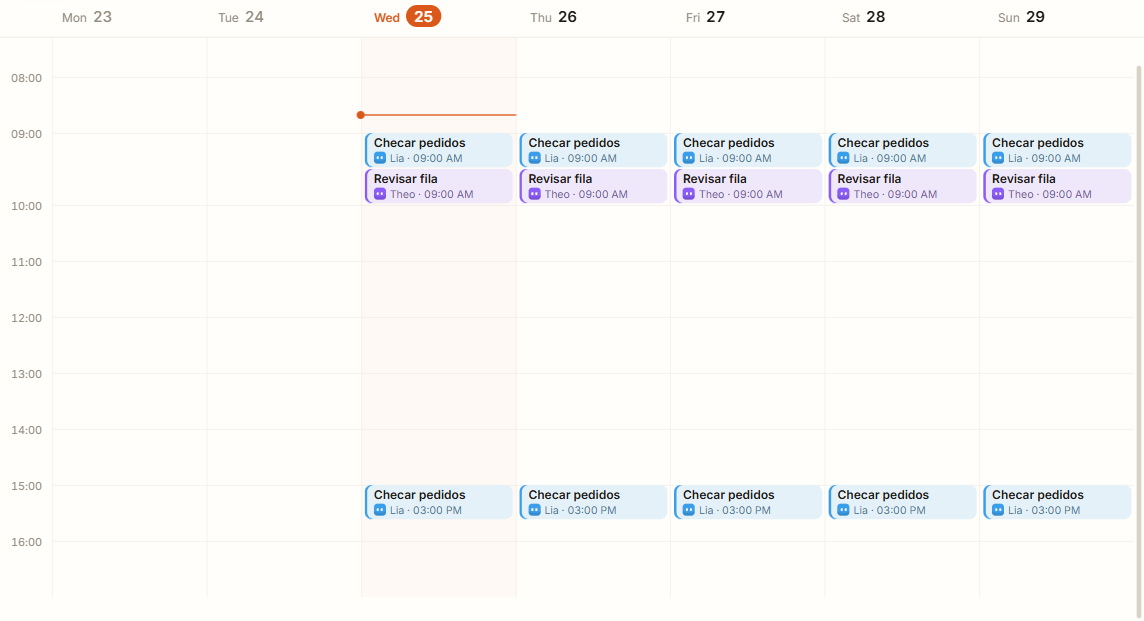 Mon 23 Tue 24 Wed 25 Thu 26 Fri 27 Sat 28 Sun 29
08:00
09:00
Checar pedidos Checar pedidos Checar pedidos Checar pedidos Checar pedidos
Lia · 09:00 AM Lia · 09:00 AM Lia · 09:00 AM Lia · 09:00 AM Lia · 09:00 AM
Revisar fila Revisar fila Revisar fila Revisar fila Revisar fila
Theo · 09:00 AM Theo · 09:00 AM Theo · 09:00 AM Theo · 09:00 AM Theo · 09:00 AM
10:00
11:00
12:00
13:00
14:00
15:00
Checar pedidos Checar pedidos Checar pedidos Checar pedidos Checar pedidos
Lia · 03:00 PM Lia · 03:00 PM Lia · 03:00 PM Lia · 03:00 PM Lia · 03:00 PM
16:00